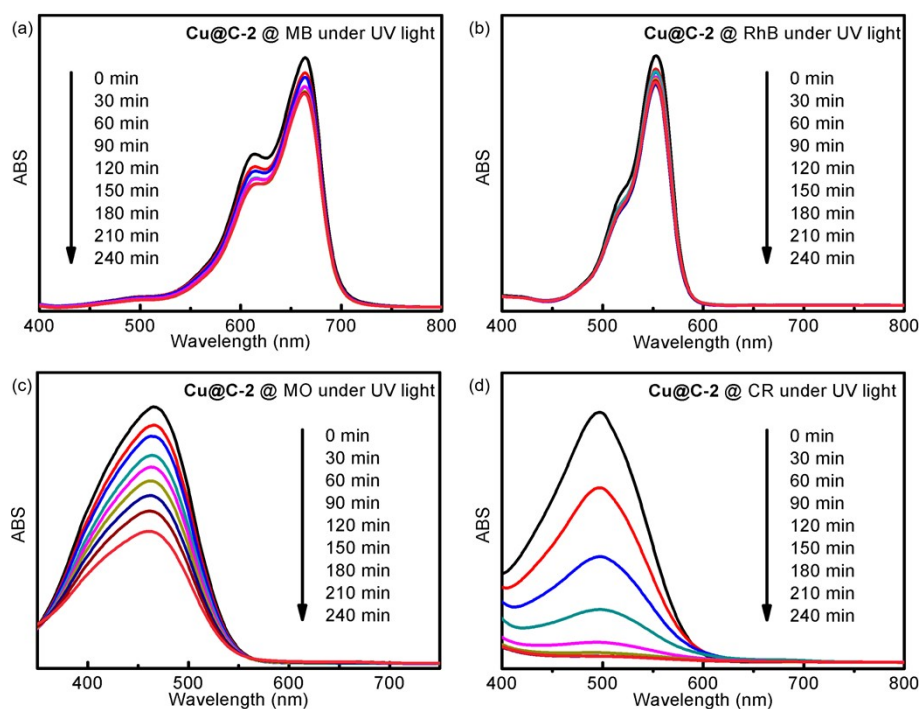 (a)
Cu@C-2 @ MB under UV light
0 min
30 min
60 min
90 min
120 min
150 min
180 min
210 min
240 min
ABS
400 500 600 700 800
Wavelength (nm)
(b)
Cu@C-2 @ RhB under UV light
0 min
30 min
60 min
90 min
120 min
150 min
180 min
210 min
240 min
ABS
400 500 600 700 800
Wavelength (nm)
(c)
Cu@C-2 @ MO under UV light
0 min
30 min
60 min
90 min
120 min
150 min
180 min
210 min
240 min
ABS
400 500 600 700
Wavelength (nm)
(d)
Cu@C-2 @ CR under UV light
0 min
30 min
60 min
90 min
120 min
150 min
180 min
210 min
240 min
ABS
400 500 600 700 800
Wavelength (nm)